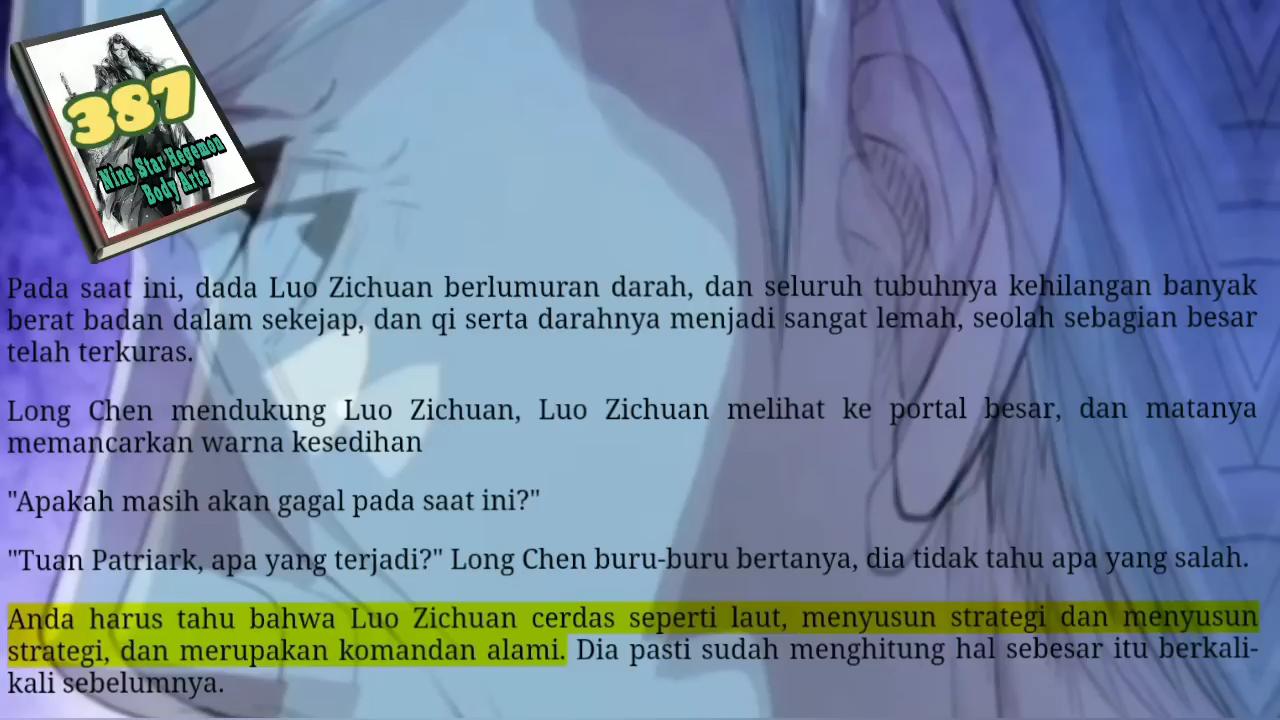 387
Nine Star Hegemon
Body Arts
Pada saat ini, dada Luo Zichuan berlumuran darah, dan seluruh tubuhnya kehilangan banyak
berat badan dalam sekejap, dan qi serta darahnya menjadi sangat lemah, seolah sebagian besar
telah terkuras.
Long Chen mendukung Luo Zichuan, Luo Zichuan melihat ke portal besar, dan matanya
memancarkan warna kesedihan
"Apakah masih akan gagal pada saat ini?"
"Tuan Patriark, apa yang terjadi?" Long Chen buru-buru bertanya, dia tidak tahu apa yang salah.
Anda harus tahu bahwa Luo Zichuan cerdas seperti laut, menyusun strategi dan menyusun
strategi, dan merupakan komandan alami. Dia pasti sudah menghitung hal sebesar itu berkali-
kali sebelumnya.